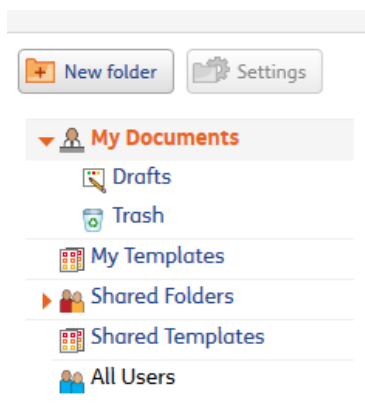 New folder Settings
My Documents
Drafts
Trash
My Templates
Shared Folders
Shared Templates
All Users